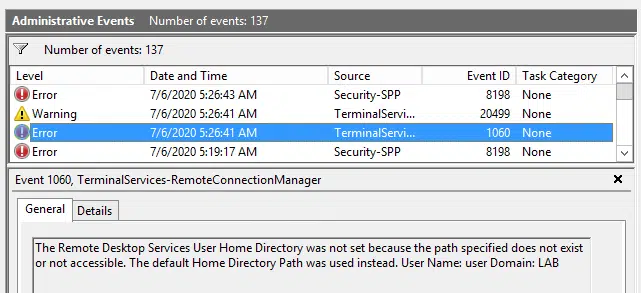 Administrative Events Number of events: 137
Number of events: 137
Level Date and Time Source Event ID Task Category
Error 7/6/2020 5:26:43 AM Security-SPP 8198 None
Warning 7/6/2020 5:26:41 AM TerminalServi... 20499 None
Error 7/6/2020 5:26:41 AM TerminalServi... 1060 None
Error 7/6/2020 5:19:17 AM Security-SPP 8198 None
Event 1060, TerminalServices-RemoteConnectionManager
General Details
The Remote Desktop Services User Home Directory was not set because the path specified does not exist
or not accessible. The default Home Directory Path was used instead. User Name: user Domain: LAB